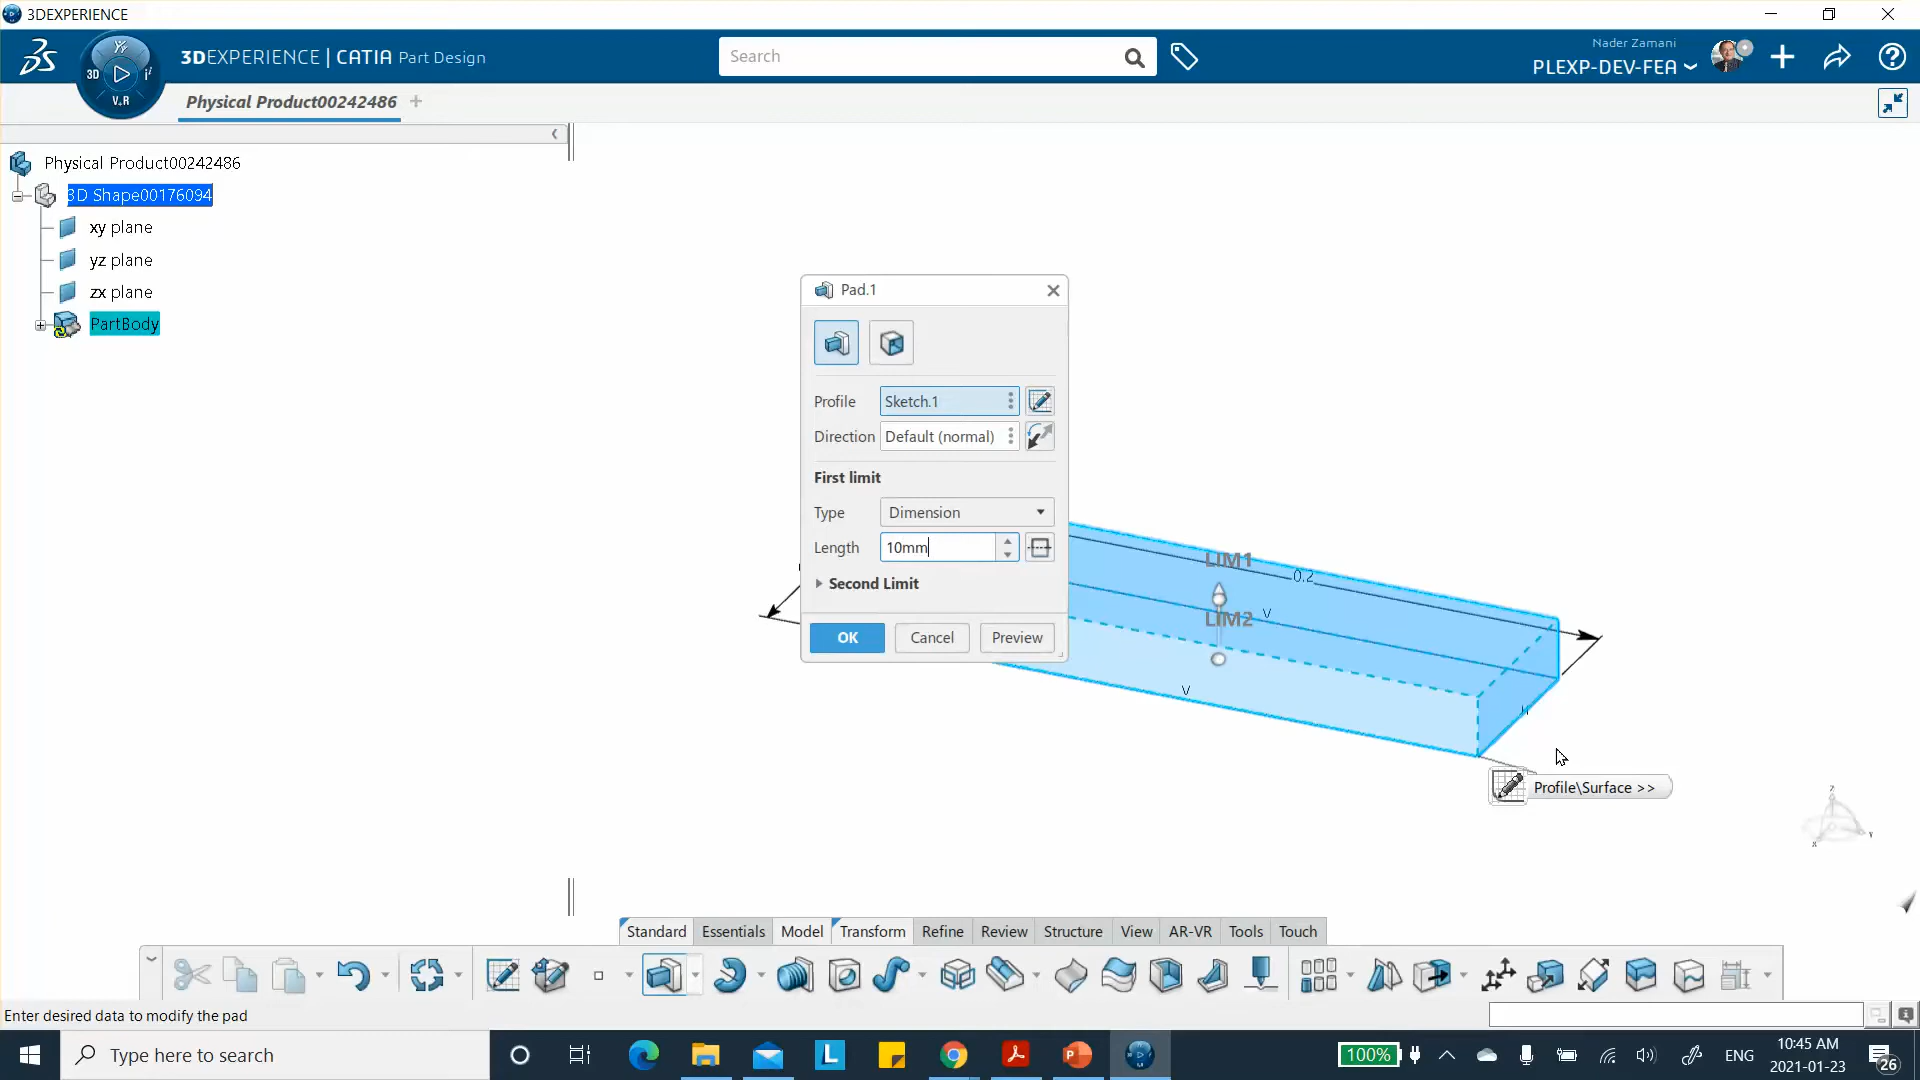 3DEXPERIENCE
3DEXPERIENCE | CATIA Part Design
Search
Nader Zamani
PLEXP-DEV-FEA
3D
V.R
Physical Product00242486
Physical Product00242486
3D Shape00176094
xy plane
yz plane
zx plane
PartBody
Pad.1
Profile Sketch.1
Direction Default (normal)
First limit
Type Dimension
Length 10mm
Second Limit
OK Cancel Preview
LIM1
0.2
V
LIM2
V
H
Profile\Surface >>
Standard Essentials Model Transform Refine Review Structure View AR-VR Tools Touch
Enter desired data to modify the pad
Type here to search
100%
ENG
10:45 AM
2021-01-23
26